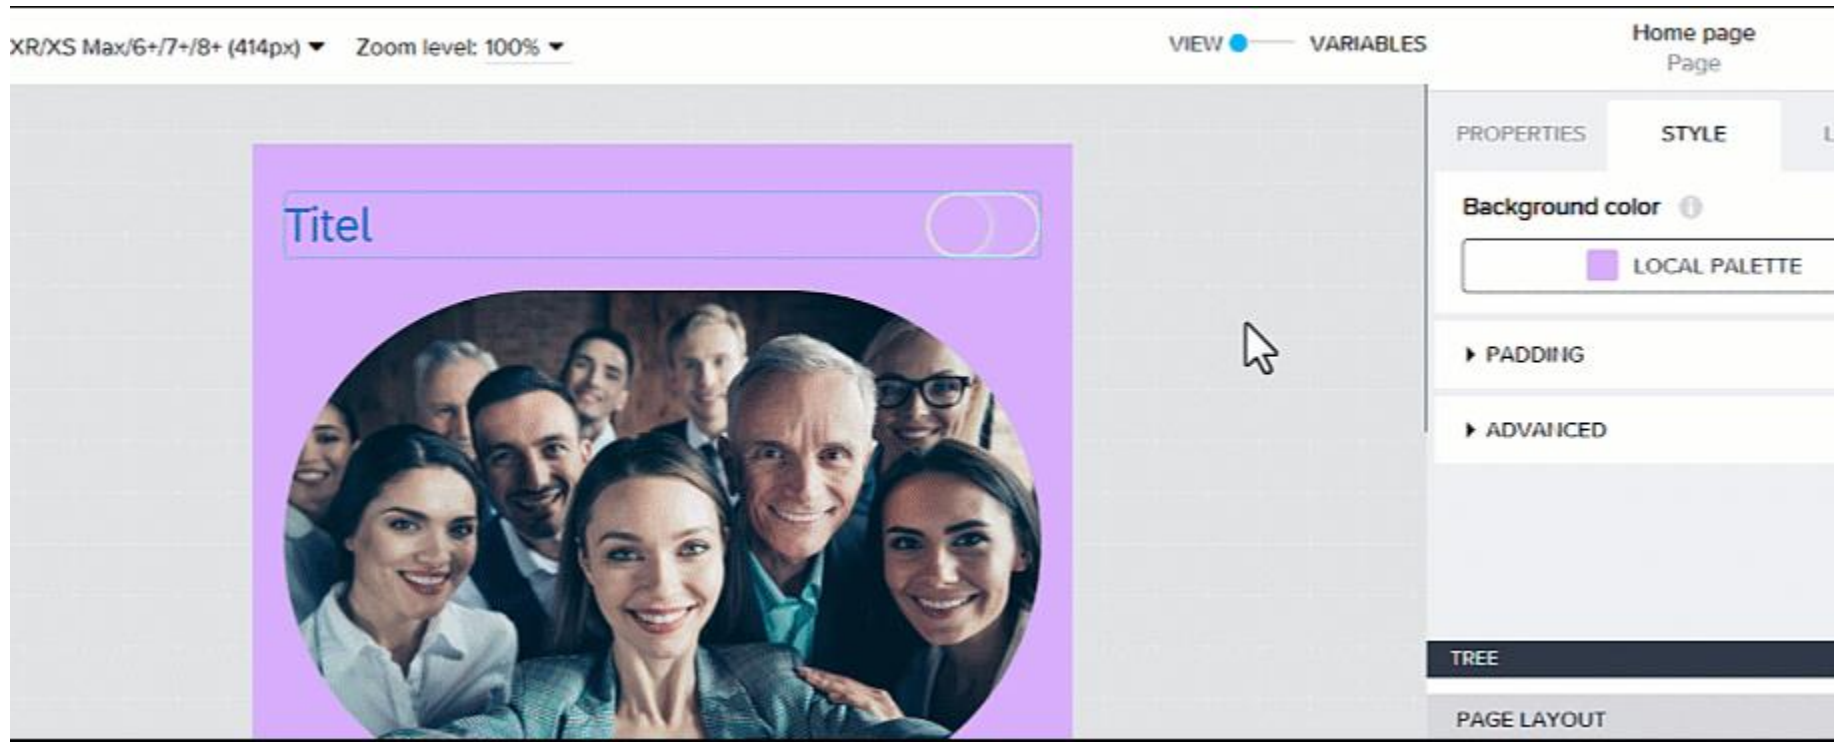 XR/XS Max/6+/7+/8+ (414px) Zoom level: 100% VIEW VARIABLES
Home page
Page
PROPERTIES STYLE L
Background color
LOCAL PALETTE
PADDING
ADVANCED
TREE
PAGE LAYOUT
Titel